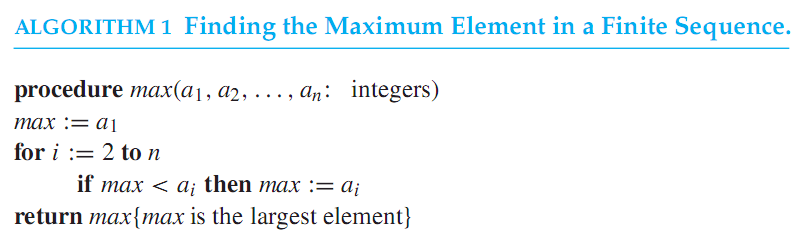 ALGORITHM 1 Finding the Maximum Element in a Finite Sequence.
procedure max(a₁, a₂, . . . , aₙ: integers)
max := a₁
for i := 2 to n
if max < aᵢ then max := aᵢ
return max{max is the largest element}